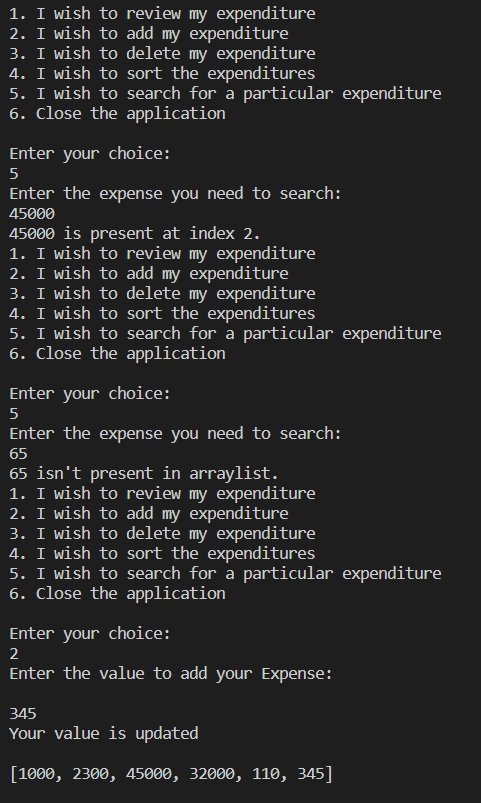 1. I wish to review my expenditure
2. I wish to add my expenditure
3. I wish to delete my expenditure
4. I wish to sort the expenditures
5. I wish to search for a particular expenditure
6. Close the application
Enter your choice:
5
Enter the expense you need to search:
45000
45000 is present at index 2.
1. I wish to review my expenditure
2. I wish to add my expenditure
3. I wish to delete my expenditure
4. I wish to sort the expenditures
5. I wish to search for a particular expenditure
6. Close the application
Enter your choice:
5
Enter the expense you need to search:
65
65 isn't present in arraylist.
1. I wish to review my expenditure
2. I wish to add my expenditure
3. I wish to delete my expenditure
4. I wish to sort the expenditures
5. I wish to search for a particular expenditure
6. Close the application
Enter your choice:
2
Enter the value to add your Expense:
345
Your value is updated
[1000, 2300, 45000, 32000, 110, 345]